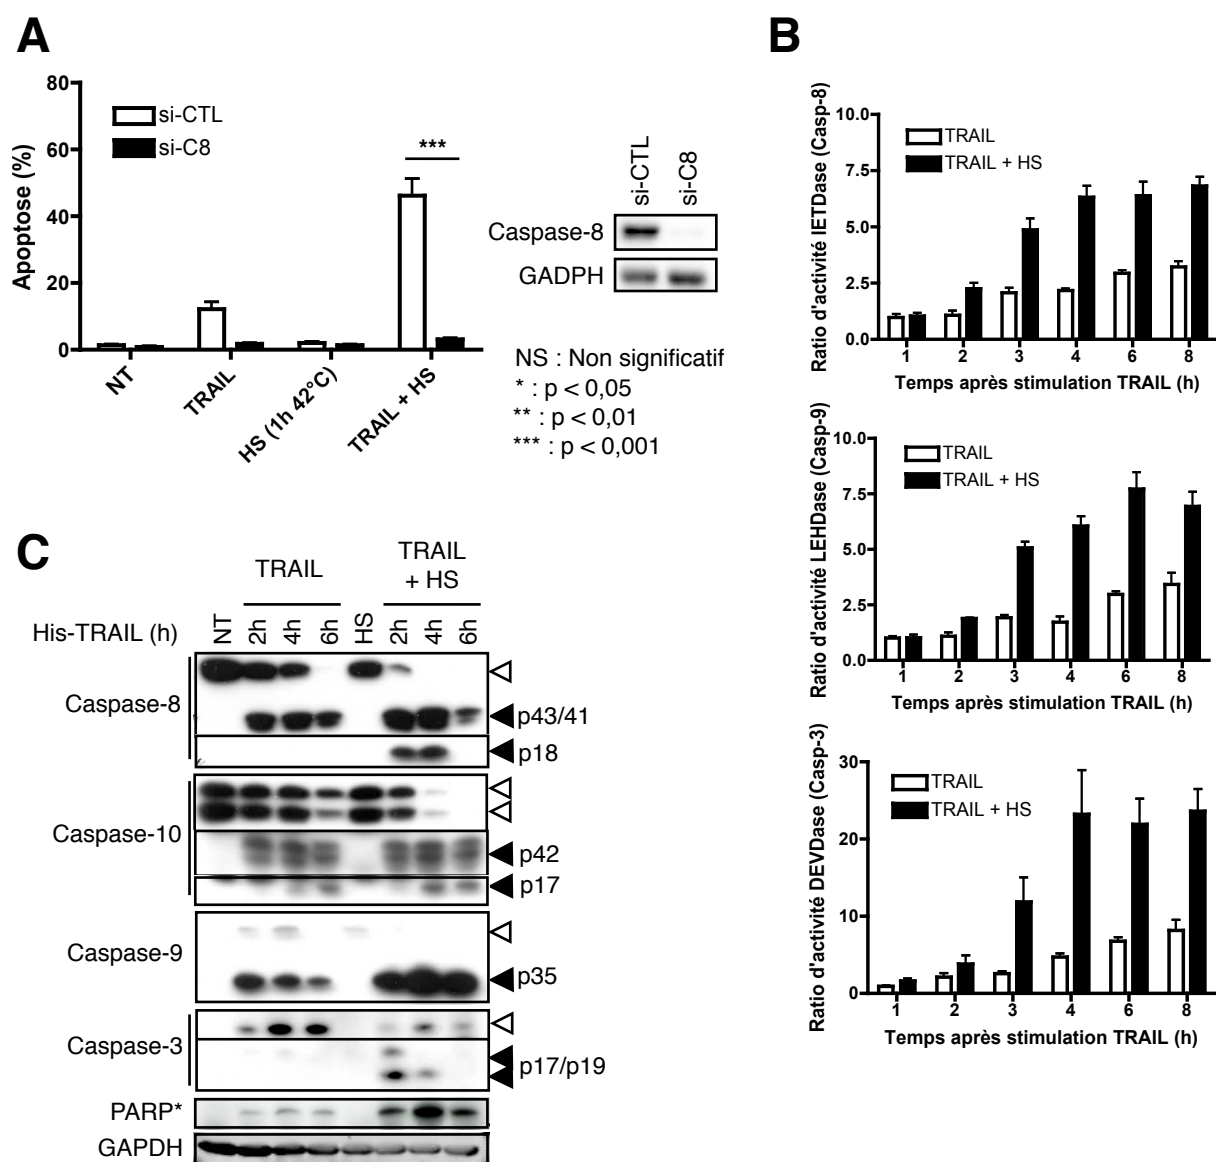 A
80
60
40
20
0
Apoptose (%)
si-CTL
si-C8
***
NT
TRAIL
HS (1h 42°C)
TRAIL + HS
si-CTL
si-C8
Caspase-8
GADPH
NS : Non significatif
* : p < 0,05
** : p < 0,01
*** : p < 0,001
B
Ratio d'activité IETDase (Casp-8)
10.0
7.5
5.0
2.5
0.0
TRAIL
TRAIL + HS
1 2 3 4 6 8
Temps après stimulation TRAIL (h)
Ratio d'activité LEHDase (Casp-9)
10.0
7.5
5.0
2.5
0.0
TRAIL
TRAIL + HS
1 2 3 4 6 8
Temps après stimulation TRAIL (h)
Ratio d'activité DEVDase (Casp-3)
30
20
10
0
TRAIL
TRAIL + HS
1 2 3 4 6 8
Temps après stimulation TRAIL (h)
C
TRAIL
TRAIL
+ HS
His-TRAIL (h)
NT 2h 4h 6h HS 2h 4h 6h
Caspase-8
p43/41
p18
Caspase-10
p42
p17
Caspase-9
p35
Caspase-3
p17/p19
PARP*
GAPDH